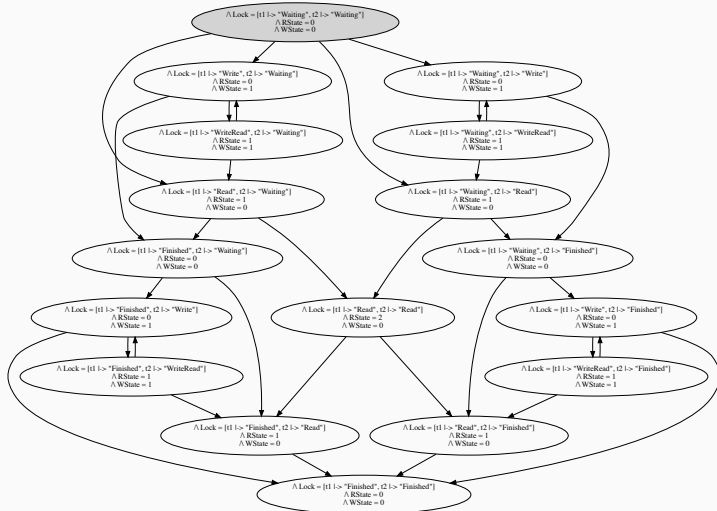 /\ Lock = [t1 |-> "Waiting", t2 |-> "Waiting"]
/\ RState = 0
/\ WState = 0
/\ Lock = [t1 |-> "Write", t2 |-> "Waiting"]
/\ RState = 0
/\ WState = 1
/\ Lock = [t1 |-> "Waiting", t2 |-> "Write"]
/\ RState = 0
/\ WState = 1
/\ Lock = [t1 |-> "WriteRead", t2 |-> "Waiting"]
/\ RState = 1
/\ WState = 1
/\ Lock = [t1 |-> "Waiting", t2 |-> "WriteRead"]
/\ RState = 1
/\ WState = 1
/\ Lock = [t1 |-> "Read", t2 |-> "Waiting"]
/\ RState = 1
/\ WState = 0
/\ Lock = [t1 |-> "Waiting", t2 |-> "Read"]
/\ RState = 1
/\ WState = 0
/\ Lock = [t1 |-> "Finished", t2 |-> "Waiting"]
/\ RState = 0
/\ WState = 0
/\ Lock = [t1 |-> "Waiting", t2 |-> "Finished"]
/\ RState = 0
/\ WState = 0
/\ Lock = [t1 |-> "Finished", t2 |-> "Write"]
/\ RState = 0
/\ WState = 1
/\ Lock = [t1 |-> "Read", t2 |-> "Read"]
/\ RState = 2
/\ WState = 0
/\ Lock = [t1 |-> "Write", t2 |-> "Finished"]
/\ RState = 0
/\ WState = 1
/\ Lock = [t1 |-> "Finished", t2 |-> "WriteRead"]
/\ RState = 1
/\ WState = 1
/\ Lock = [t1 |-> "WriteRead", t2 |-> "Finished"]
/\ RState = 1
/\ WState = 1
/\ Lock = [t1 |-> "Finished", t2 |-> "Read"]
/\ RState = 1
/\ WState = 0
/\ Lock = [t1 |-> "Read", t2 |-> "Finished"]
/\ RState = 1
/\ WState = 0
/\ Lock = [t1 |-> "Finished", t2 |-> "Finished"]
/\ RState = 0
/\ WState = 0